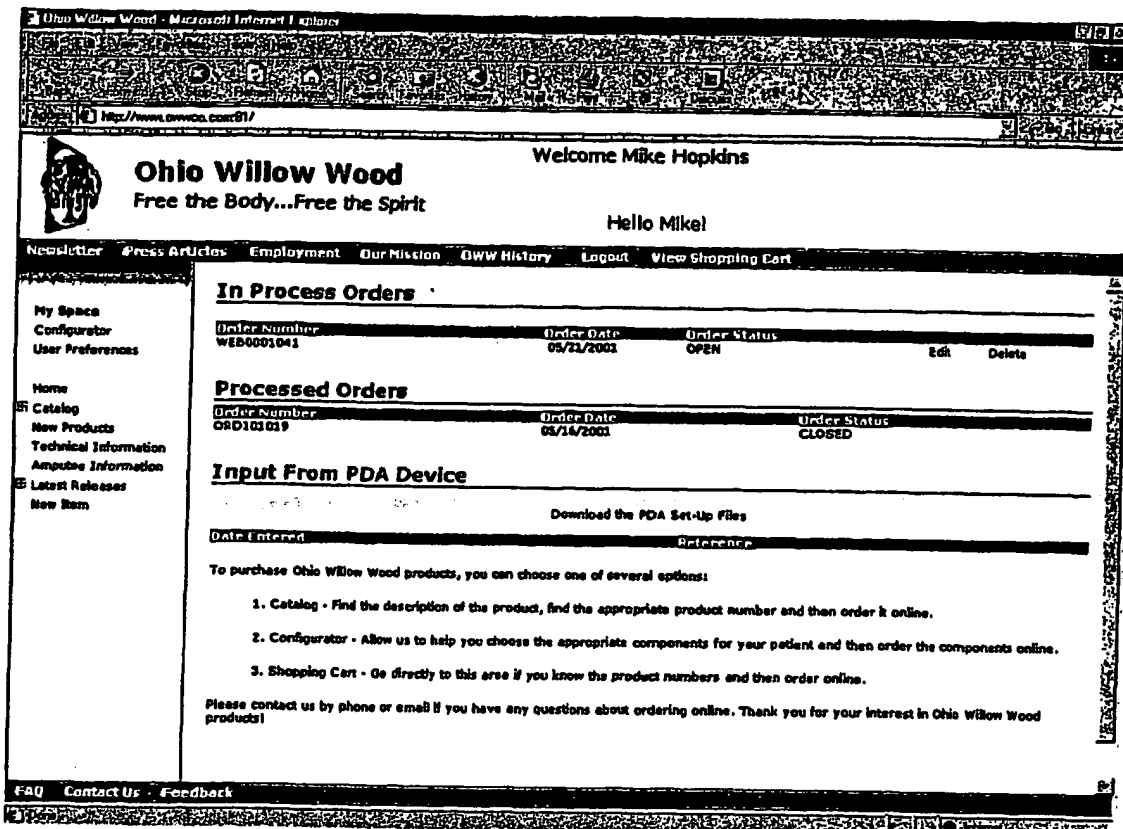 Ohio Willow Wood - Microsoft Internet Explorer
http://www.owwco.com:81/
Welcome Mike Hopkins
Ohio Willow Wood
Free the Body...Free the Spirit
Hello Mike!
Newsletter Press Articles Employment Our Mission OWW History Logout View Shopping Cart
My Space
Configurator
User Preferences
Home
Catalog
New Products
Technical Information
Amputee Information
Latest Releases
New Item
In Process Orders
Order Number Order Date Order Status
WEB0001041 05/21/2001 OPEN Edit Delete
Processed Orders
Order Number Order Date Order Status
ORD101019 05/16/2001 CLOSED
Input From PDA Device
Download the PDA Set-Up Files
Date Entered Reference
To purchase Ohio Willow Wood products, you can choose one of several options:
1. Catalog - Find the description of the product, find the appropriate product number and then order it online.
2. Configurator - Allow us to help you choose the appropriate components for your patient and then order the components online.
3. Shopping Cart - Go directly to this area if you know the product numbers and then order online.
Please contact us by phone or email if you have any questions about ordering online. Thank you for your interest in Ohio Willow Wood
products!
FAQ Contact Us Feedback